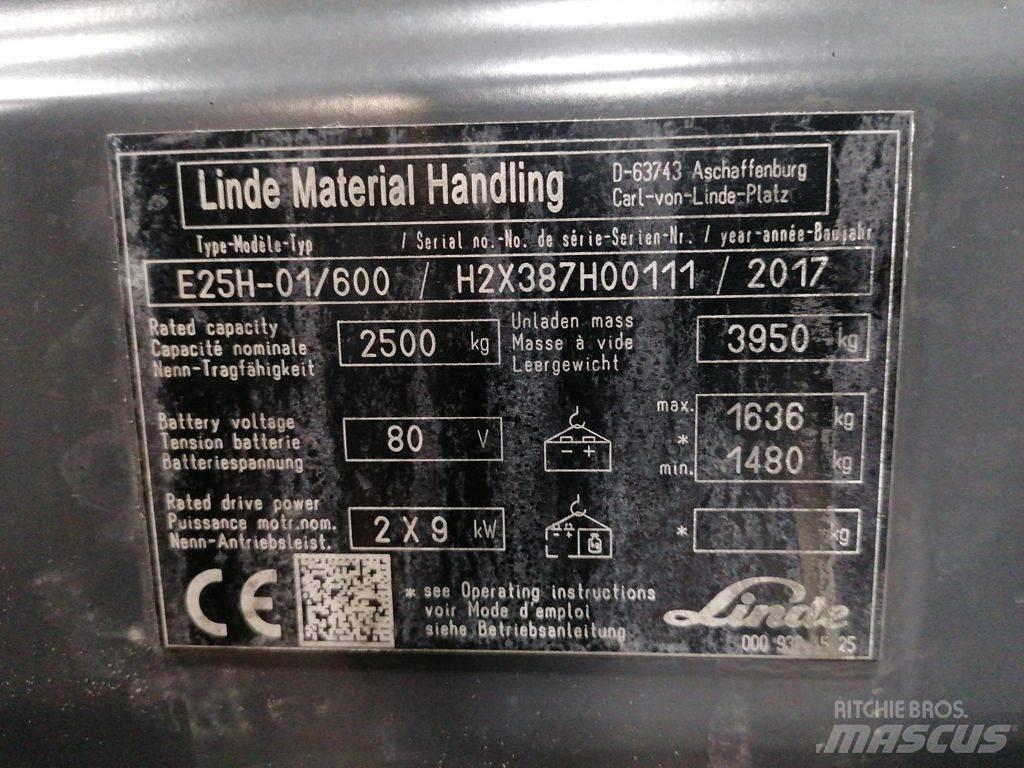 Linde Material Handling
D-63743 Aschaffenburg
Carl-von-Linde-Platz
Type-Modèle-Typ / Serial no.-No. de série-Serien-Nr. / year-année-Baujahr
E25H-01/600 / H2X387H00111 / 2017
Rated capacity
Capacité nominale
Nenn-Tragfähigkeit
2500 kg
Unladen mass
Masse à vide
Leergewicht
3950 kg
Battery voltage
Tension batterie
Batteriespannung
80 V
- +
max. 1636 kg
*
min. 1480 kg
Rated drive power
Puissance motr.nom.
Nenn-Antriebsleist.
2 X 9 kW
- +
* kg
CE
* see Operating instructions
voir Mode d'emploi
siehe Betriebsanleitung
Linde
000 25
RITCHIE BROS.
MASCUS